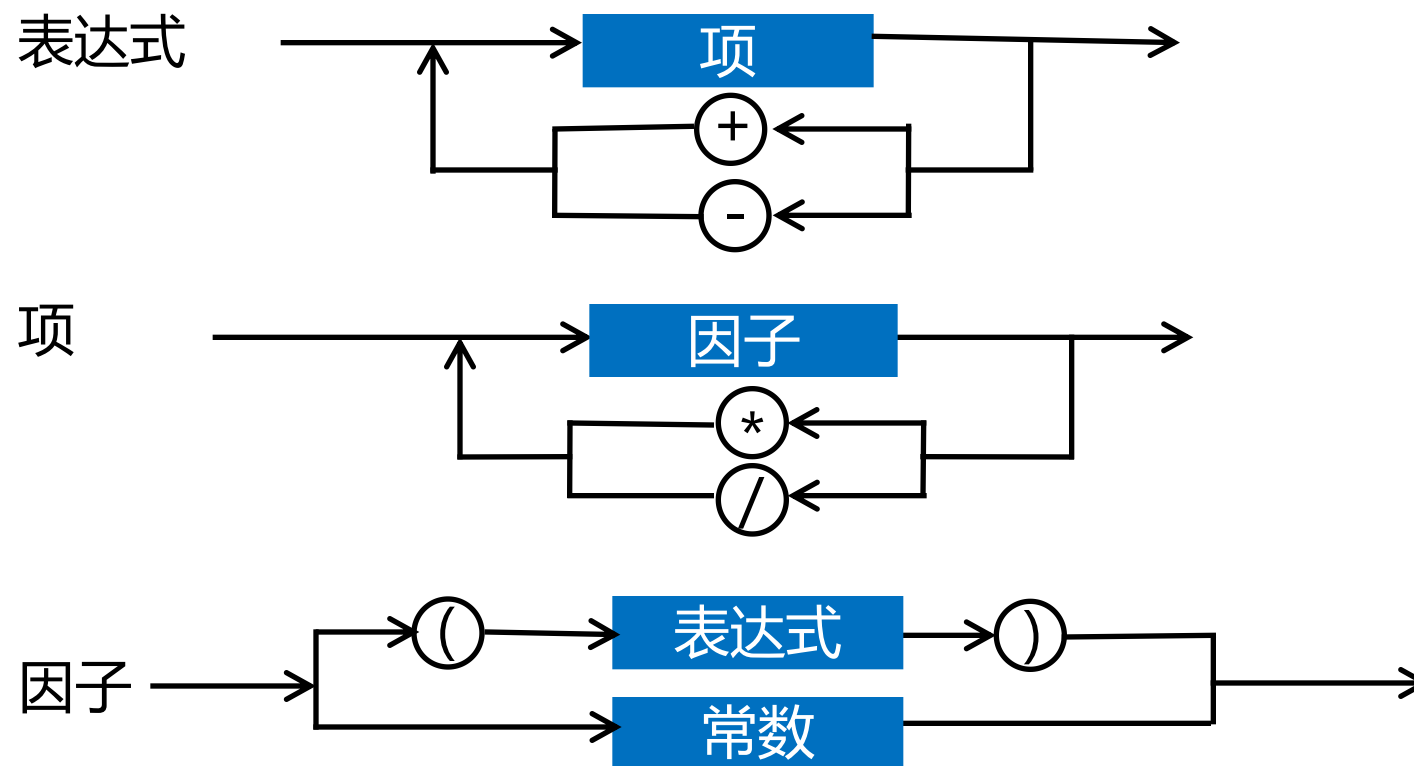 表达式
项
+
-
项
因子
*
/
因子
(
表达式
)
常数